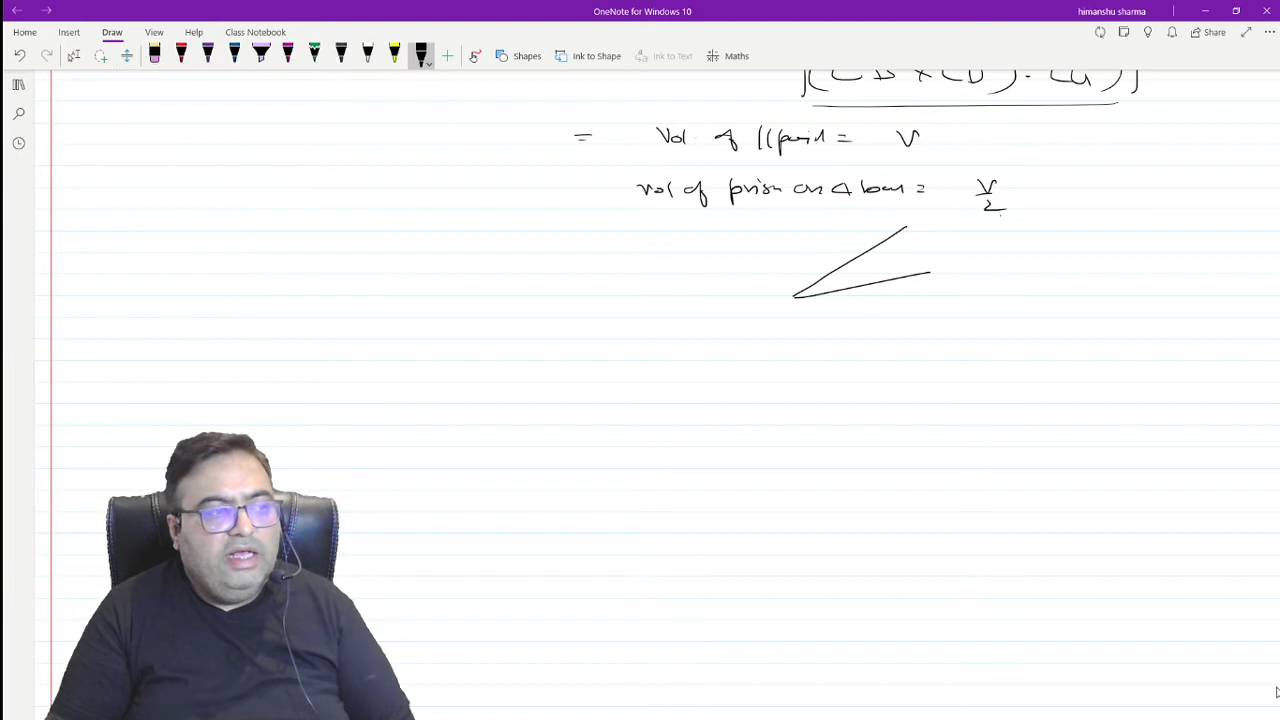 OneNote for Windows 10
himanshu sharma
Home Insert Draw View Help Class Notebook
Share
Shapes Ink to Shape Ink to Text Maths
= Vol. of ||piped = V
vol of prism on Δ base = V/2